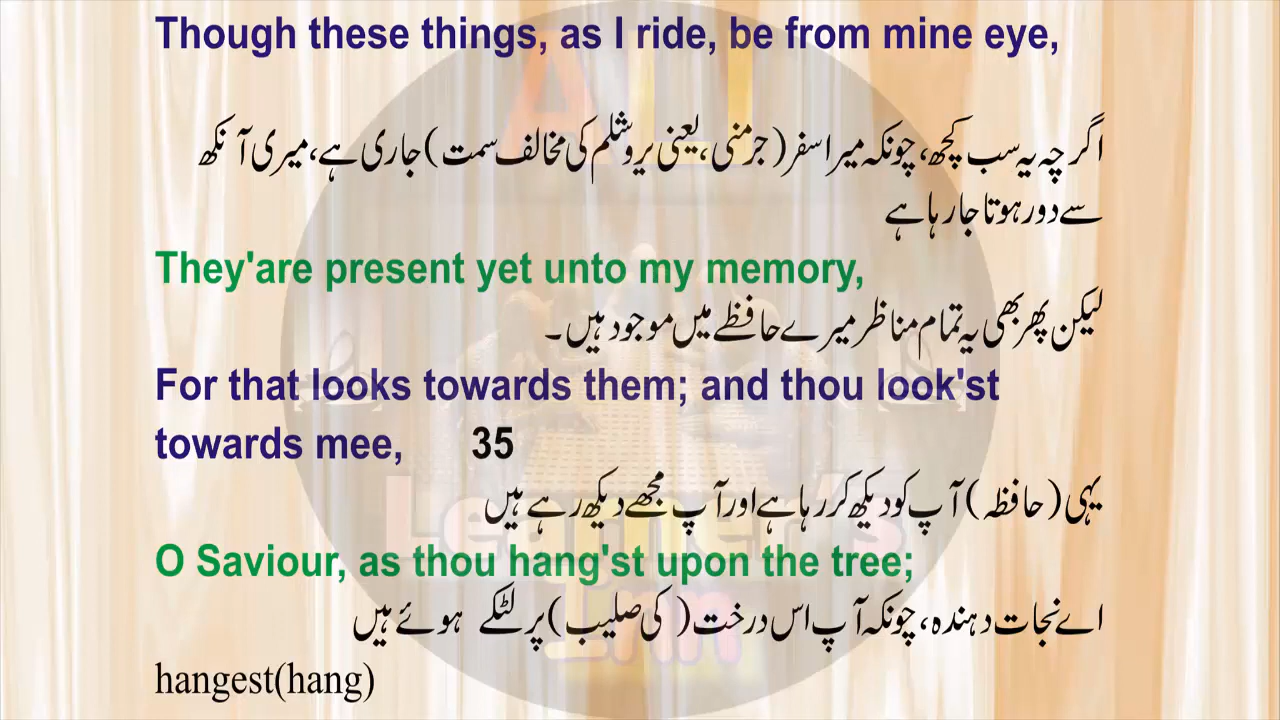 Though these things, as I ride, be from mine eye,
اگر چہ یہ سب کچھ، چونکہ میرا سفر (جرمنی، یعنی یروشلم کی مخالف سمت) جاری ہے، میری آنکھ
سے دور ہوتا جا رہا ہے
They'are present yet unto my memory,
لیکن پھر بھی یہ تمام مناظر میرے حافظے میں موجود ہیں۔
For that looks towards them; and thou look'st
towards mee, 35
یہی (حافظہ) آپ کو دیکھ کر رہا ہے اور آپ مجھے دیکھ رہے ہیں
O Saviour, as thou hang'st upon the tree;
اے نجات دہندہ، چونکہ آپ اس درخت (کی صلیب) پر لٹکے ہوئے ہیں
hangest(hang)
ALI
Learner's
Inn